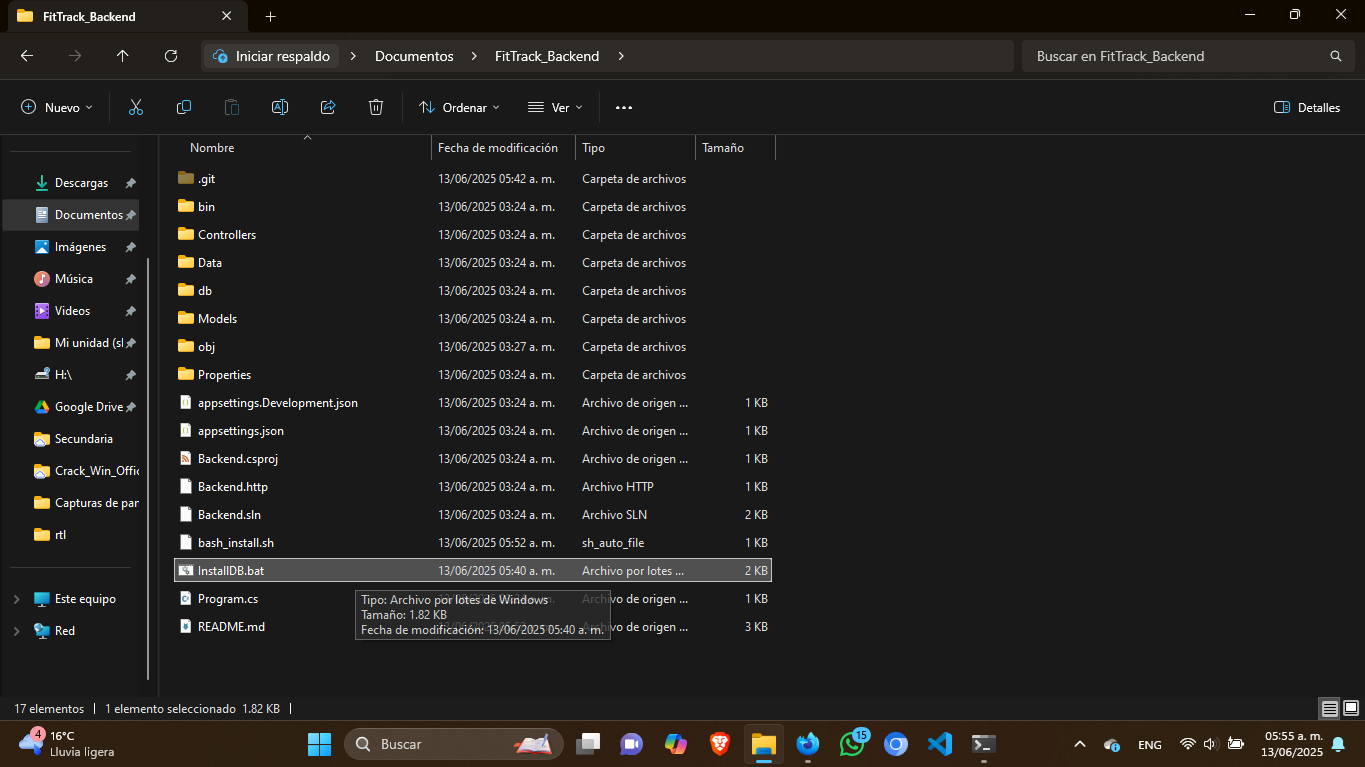 FitTrack_Backend
Iniciar respaldo > Documentos > FitTrack_Backend >
Buscar en FitTrack_Backend
Nuevo
Ordenar
Ver
Detalles
Nombre Fecha de modificación Tipo Tamaño
Descargas
Documentos
Imágenes
Música
Videos
Mi unidad (sl
H:\
Google Drive
Secundaria
Crack_Win_Offic
Capturas de par
rtl
Este equipo
Red
.git 13/06/2025 05:42 a. m. Carpeta de archivos
bin 13/06/2025 03:24 a. m. Carpeta de archivos
Controllers 13/06/2025 03:24 a. m. Carpeta de archivos
Data 13/06/2025 03:24 a. m. Carpeta de archivos
db 13/06/2025 03:24 a. m. Carpeta de archivos
Models 13/06/2025 03:24 a. m. Carpeta de archivos
obj 13/06/2025 03:27 a. m. Carpeta de archivos
Properties 13/06/2025 03:24 a. m. Carpeta de archivos
appsettings.Development.json 13/06/2025 03:24 a. m. Archivo de origen ... 1 KB
appsettings.json 13/06/2025 03:24 a. m. Archivo de origen ... 1 KB
Backend.csproj 13/06/2025 03:24 a. m. Archivo de origen ... 1 KB
Backend.http 13/06/2025 03:24 a. m. Archivo HTTP 1 KB
Backend.sln 13/06/2025 03:24 a. m. Archivo SLN 2 KB
bash_install.sh 13/06/2025 05:52 a. m. sh_auto_file 1 KB
InstallDB.bat 13/06/2025 05:40 a. m. Archivo por lotes ... 2 KB
Program.cs Archivo de origen ... 1 KB
README.md Archivo de origen ... 3 KB
Tipo: Archivo por lotes de Windows
Tamaño: 1.82 KB
Fecha de modificación: 13/06/2025 05:40 a. m.
17 elementos | 1 elemento seleccionado 1.82 KB |
4
16°C
Lluvia ligera
Buscar
15
ENG
05:55 a. m.
13/06/2025